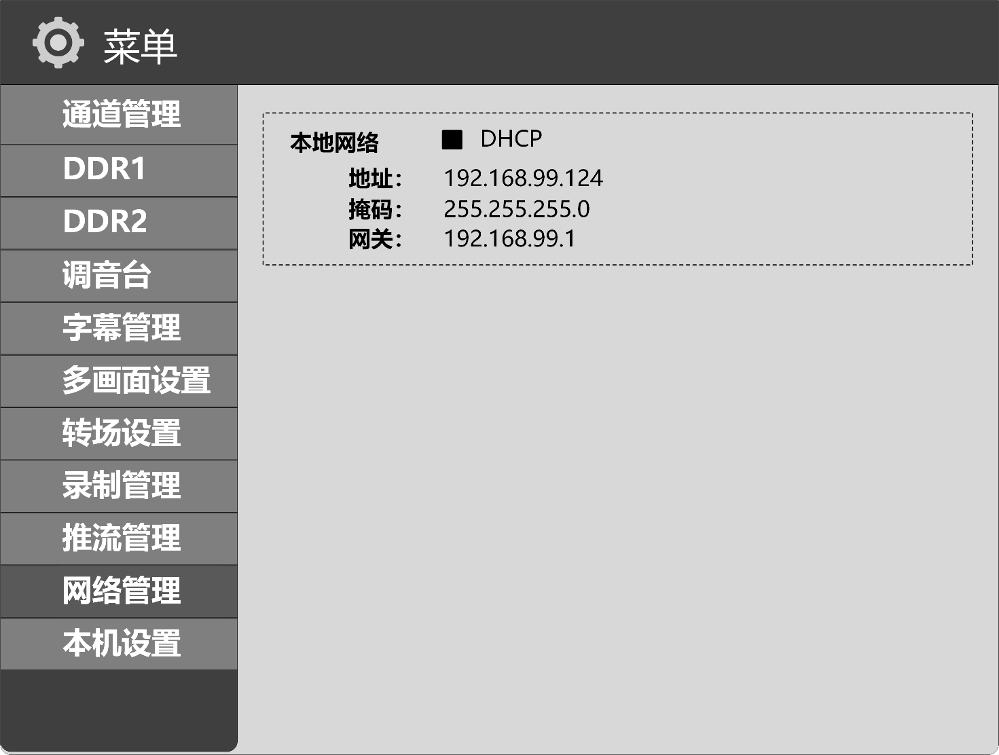 菜单
通道管理
DDR1
DDR2
调音台
字幕管理
多画面设置
转场设置
录制管理
推流管理
网络管理
本机设置
本地网络 DHCP
地址： 192.168.99.124
掩码： 255.255.255.0
网关： 192.168.99.1